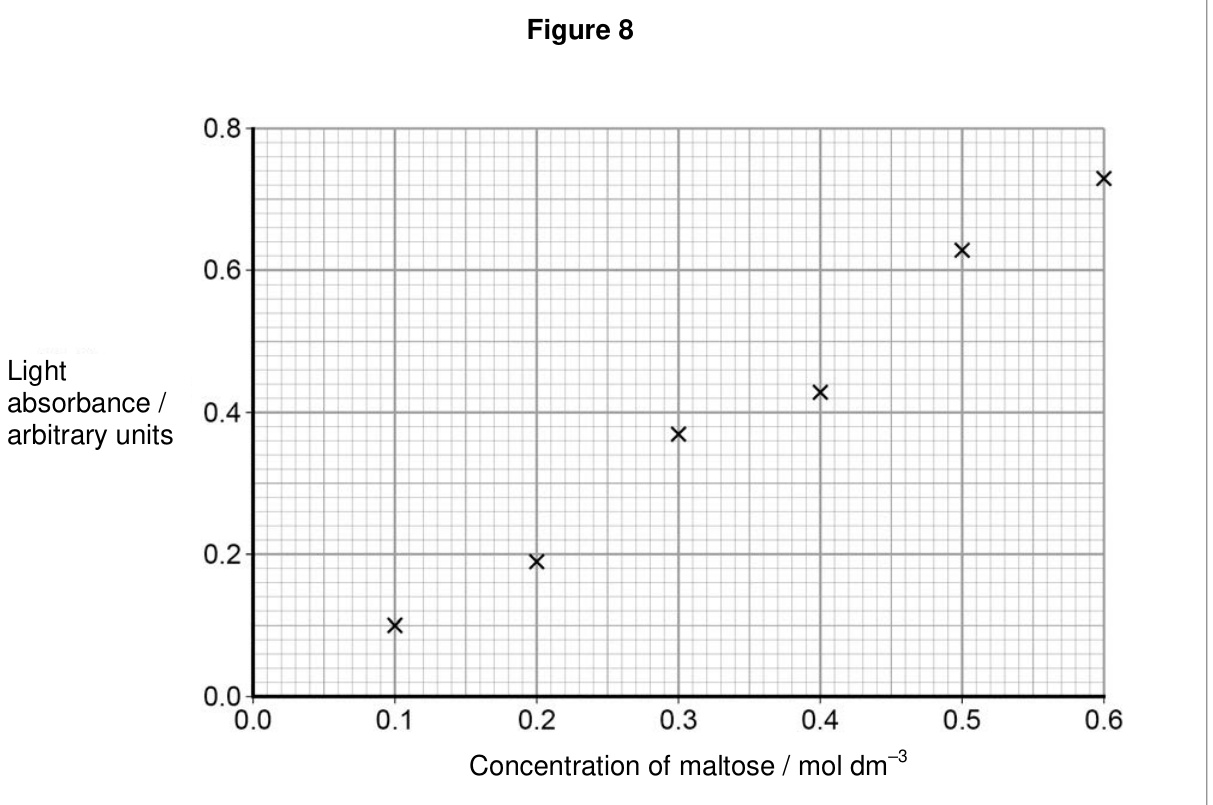 Figure 8
0.8
0.6
Light
absorbance /
arbitrary units
0.4
0.2
0.0
0.0 0.1 0.2 0.3 0.4 0.5 0.6
Concentration of maltose / mol dm⁻³